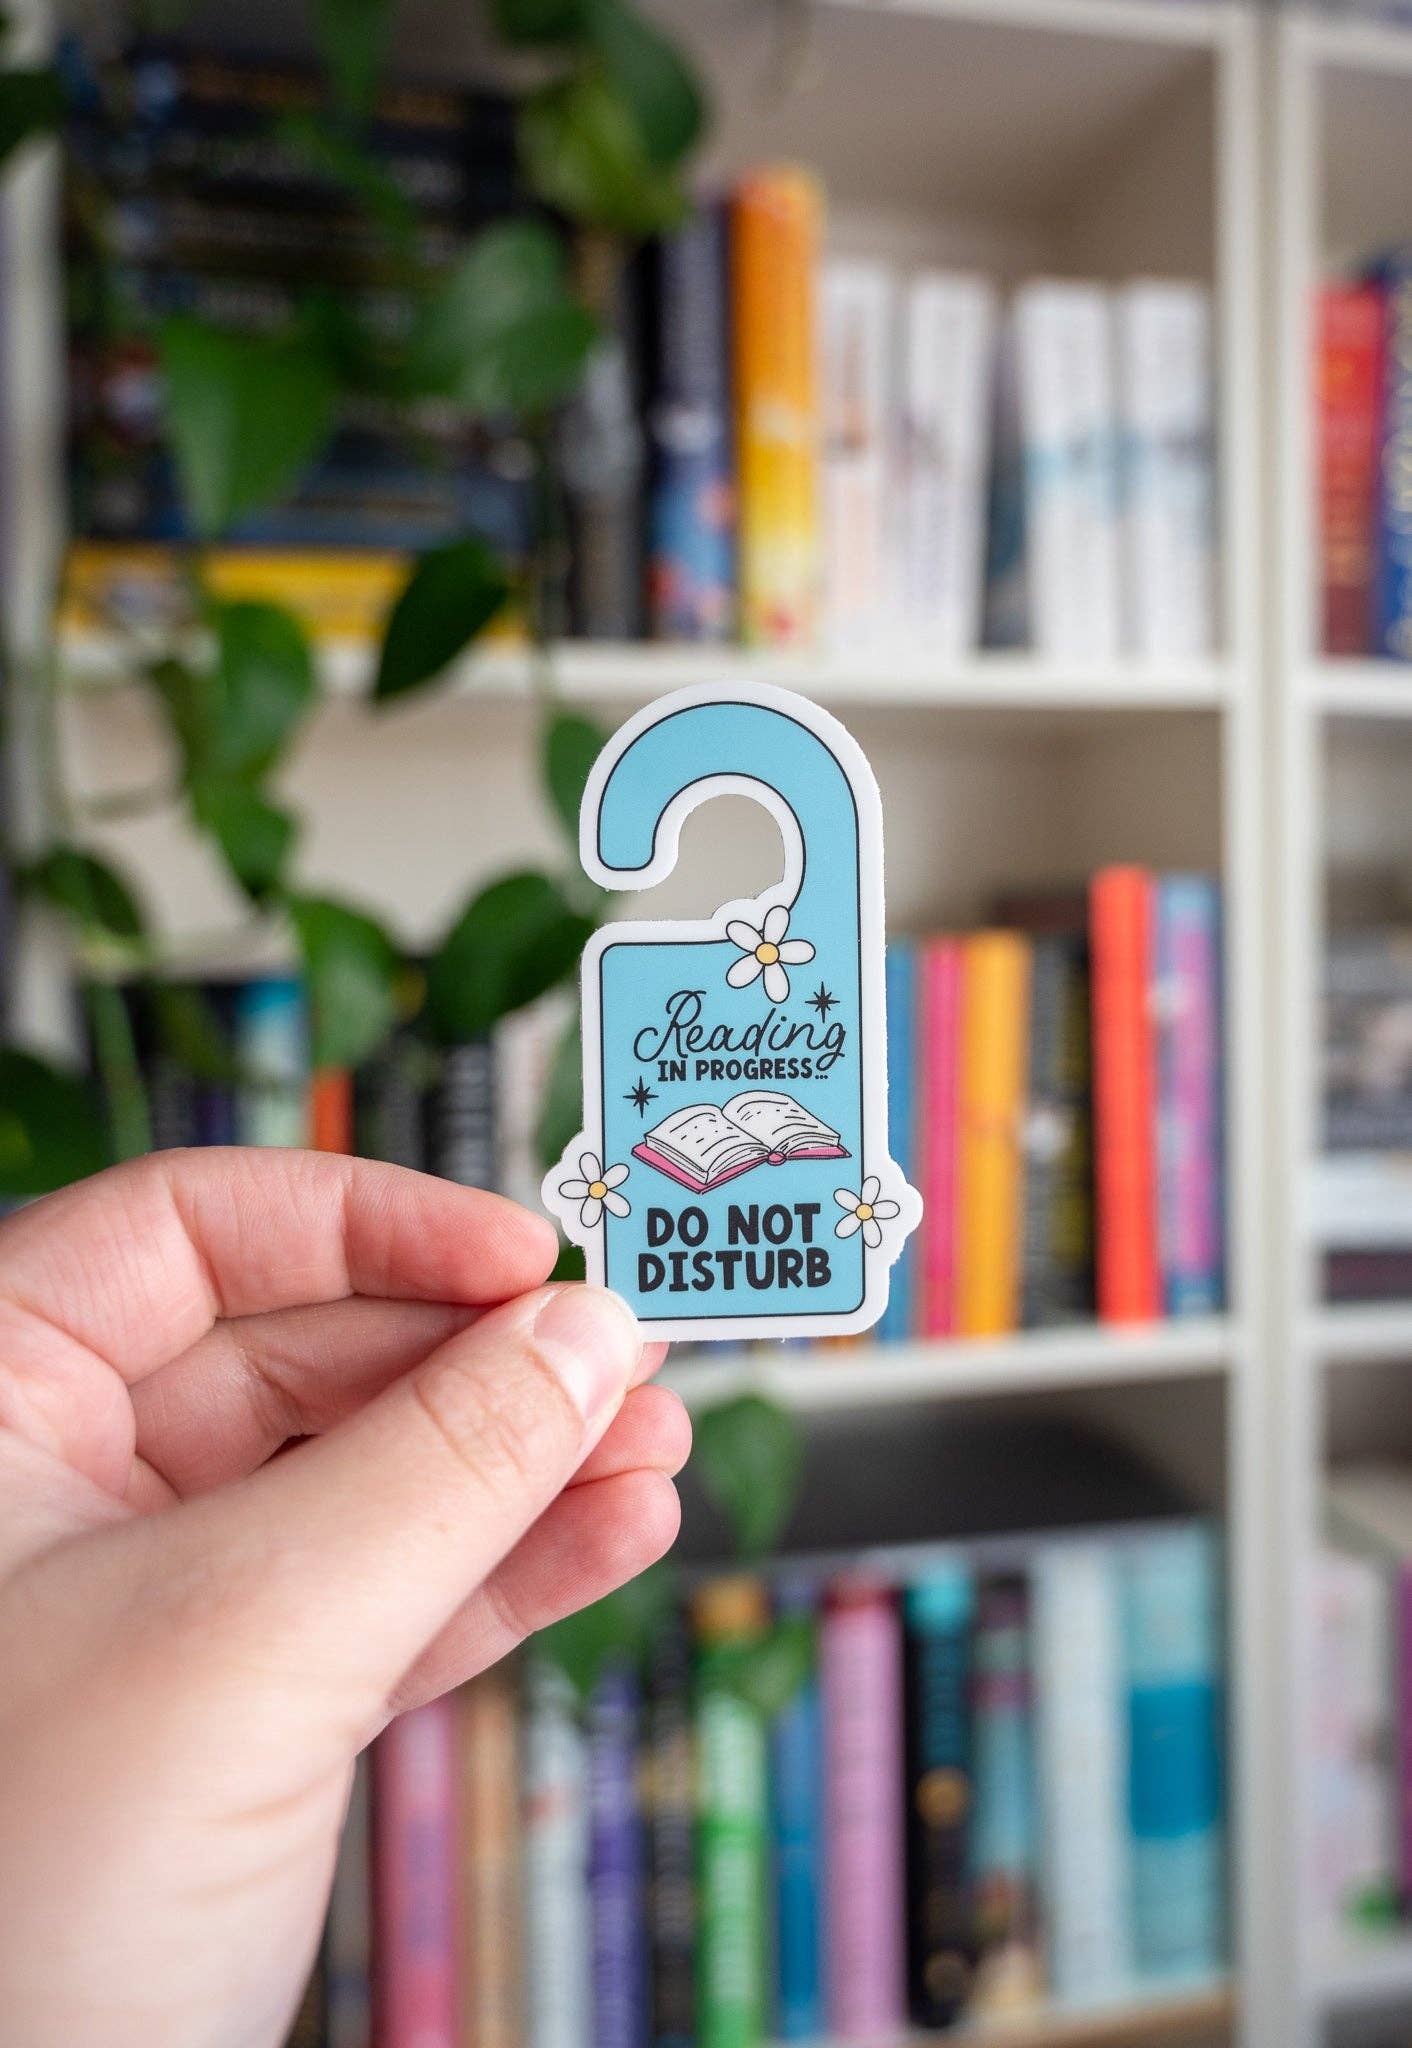 Reading
IN PROGRESS...
DO NOT
DISTURB